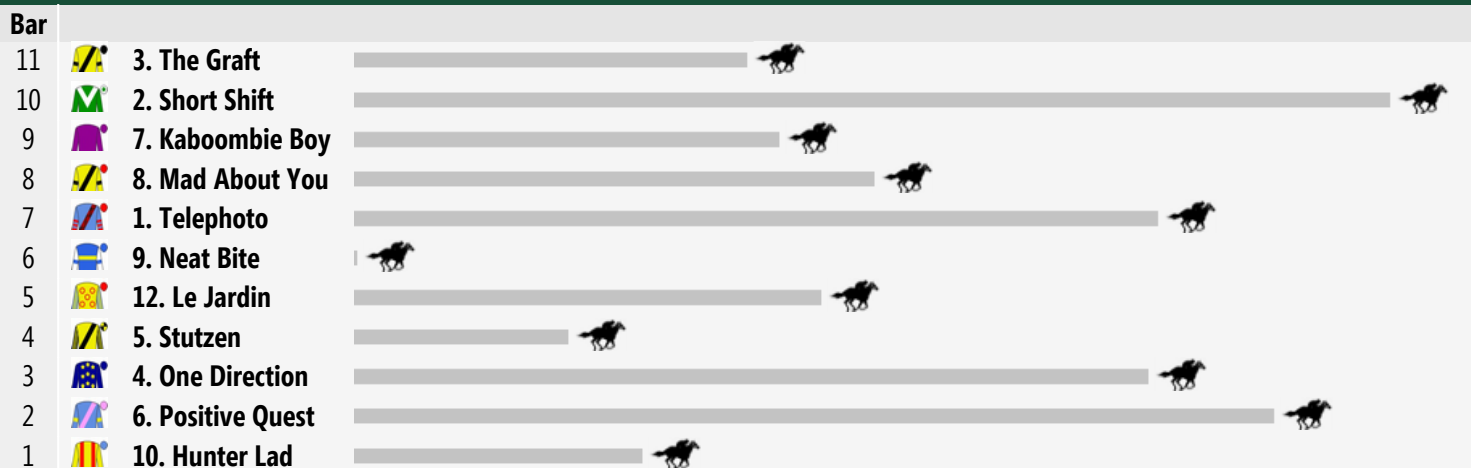 Bar
11 3. The Graft
10 2. Short Shift
9 7. Kaboombie Boy
8 8. Mad About You
7 1. Telephoto
6 9. Neat Bite
5 12. Le Jardin
4 5. Stutzen
3 4. One Direction
2 6. Positive Quest
1 10. Hunter Lad